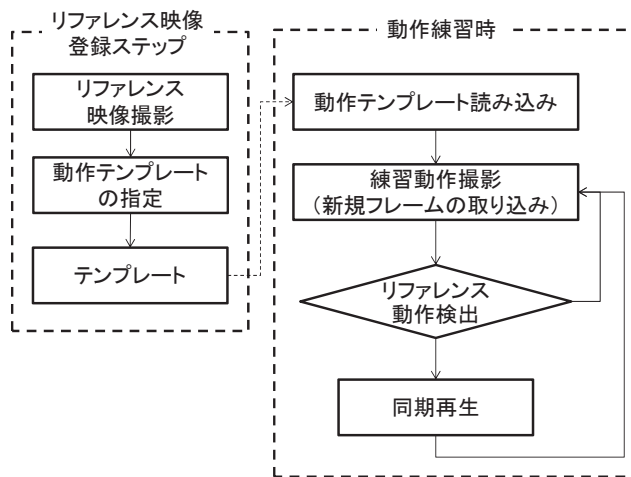 リファレンス映像
登録ステップ
リファレンス
映像撮影
動作テンプレート
の指定
テンプレート
動作練習時
動作テンプレート読み込み
練習動作撮影
（新規フレームの取り込み）
リファレンス
動作検出
同期再生